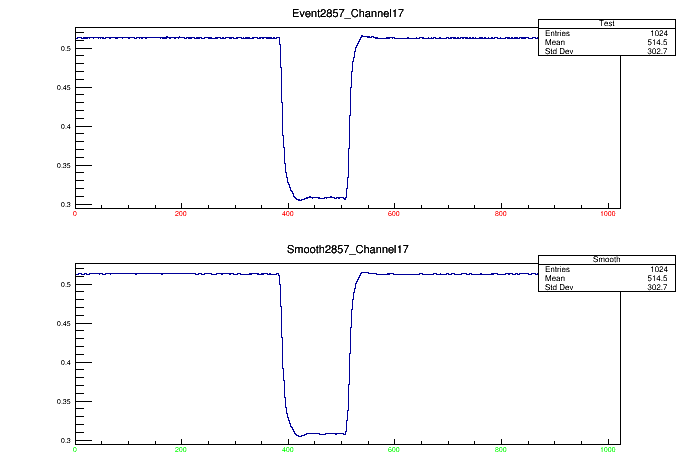 Event2857_Channel17
Test
Entries 1024
Mean 514.5
Std Dev 302.7
0.5
0.45
0.4
0.35
0.3
0 200 400 600 800 1000
Smooth2857_Channel17
Smooth
Entries 1024
Mean 514.5
Std Dev 302.7
0.5
0.45
0.4
0.35
0.3
0 200 400 600 800 1000